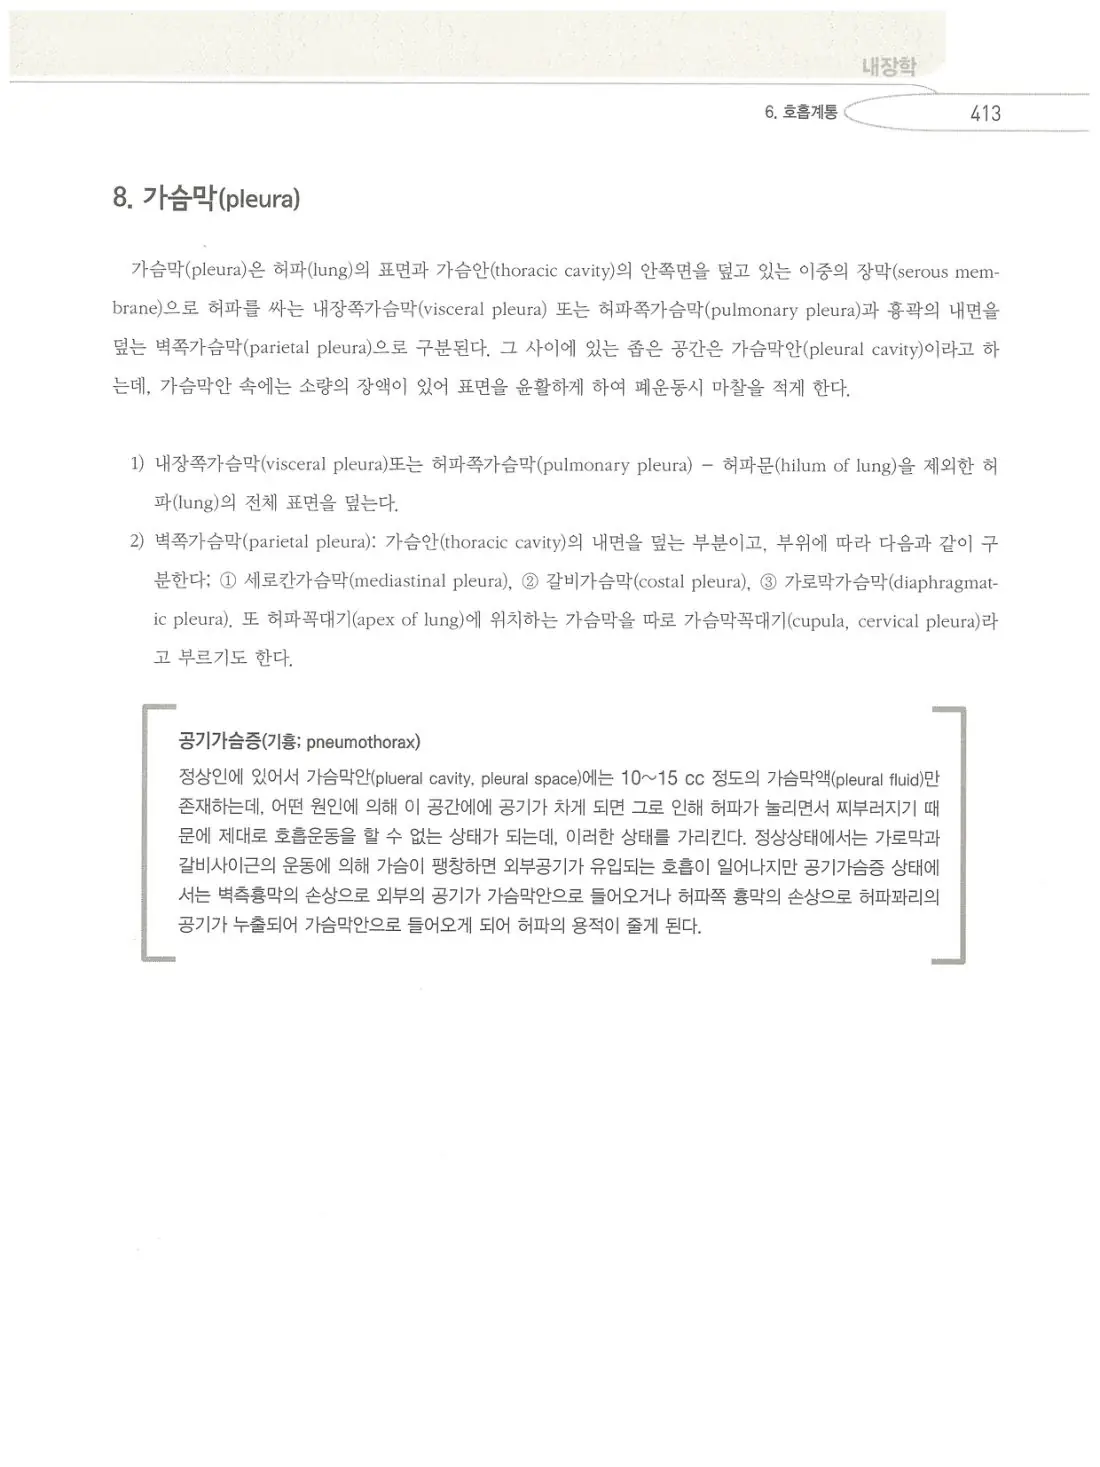 내장학
6. 호흡계통
413
8. 가슴막(pleura)
가슴막(pleura)은 허파(lung)의 표면과 가슴안(thoracic cavity)의 안쪽면을 덮고 있는 이중의 장막(serous mem-
brane)으로 허파를 싸는 내장쪽가슴막(visceral pleura) 또는 허파쪽가슴막(pulmonary pleura)과 흉곽의 내면을
덮는 벽쪽가슴막(parietal pleura)으로 구분된다. 그 사이에 있는 좁은 공간은 가슴막안(pleural cavity)이라고 하
는데, 가슴막안 속에는 소량의 장액이 있어 표면을 윤활하게 하여 폐운동시 마찰을 적게 한다.
1) 내장쪽가슴막(visceral pleura)또는 허파쪽가슴막(pulmonary pleura) – 허파문(hilum of lung)을 제외한 허
파(lung)의 전체 표면을 덮는다.
2) 벽쪽가슴막(parietal pleura): 가슴안(thoracic cavity)의 내면을 덮는 부분이고, 부위에 따라 다음과 같이 구
분한다; ① 세로칸가슴막(mediastinal pleura), ② 갈비가슴막(costal pleura), ③ 가로막가슴막(diaphragmat-
ic pleura). 또 허파꼭대기(apex of lung)에 위치하는 가슴막을 따로 가슴막꼭대기(cupula, cervical pleura)라
고 부르기도 한다.
공기가슴증(기흉; pneumothorax)
정상인에 있어서 가슴막안(plueral cavity, pleural space)에는 10~15 cc 정도의 가슴막액(pleural fluid)만
존재하는데, 어떤 원인에 의해 이 공간에에 공기가 차게 되면 그로 인해 허파가 눌리면서 찌부러지기 때
문에 제대로 호흡운동을 할 수 없는 상태가 되는데, 이러한 상태를 가리킨다. 정상상태에서는 가로막과
갈비사이근의 운동에 의해 가슴이 팽창하면 외부공기가 유입되는 호흡이 일어나지만 공기가슴증 상태에
서는 벽측흉막의 손상으로 외부의 공기가 가슴막안으로 들어오거나 허파쪽 흉막의 손상으로 허파꽈리의
공기가 누출되어 가슴막안으로 들어오게 되어 허파의 용적이 줄게 된다.